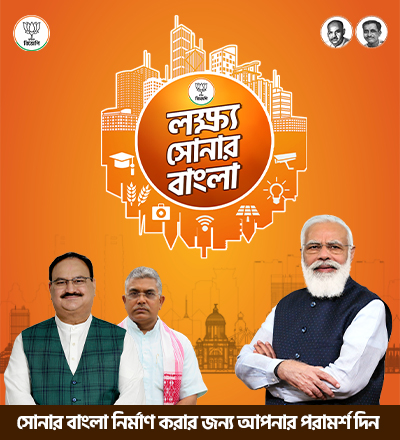 বিজেপি
বিজেপি
লক্ষ্য
সোনার
বাংলা
সোনার বাংলা নির্মাণ করার জন্য আপনার পরামর্শ দিন